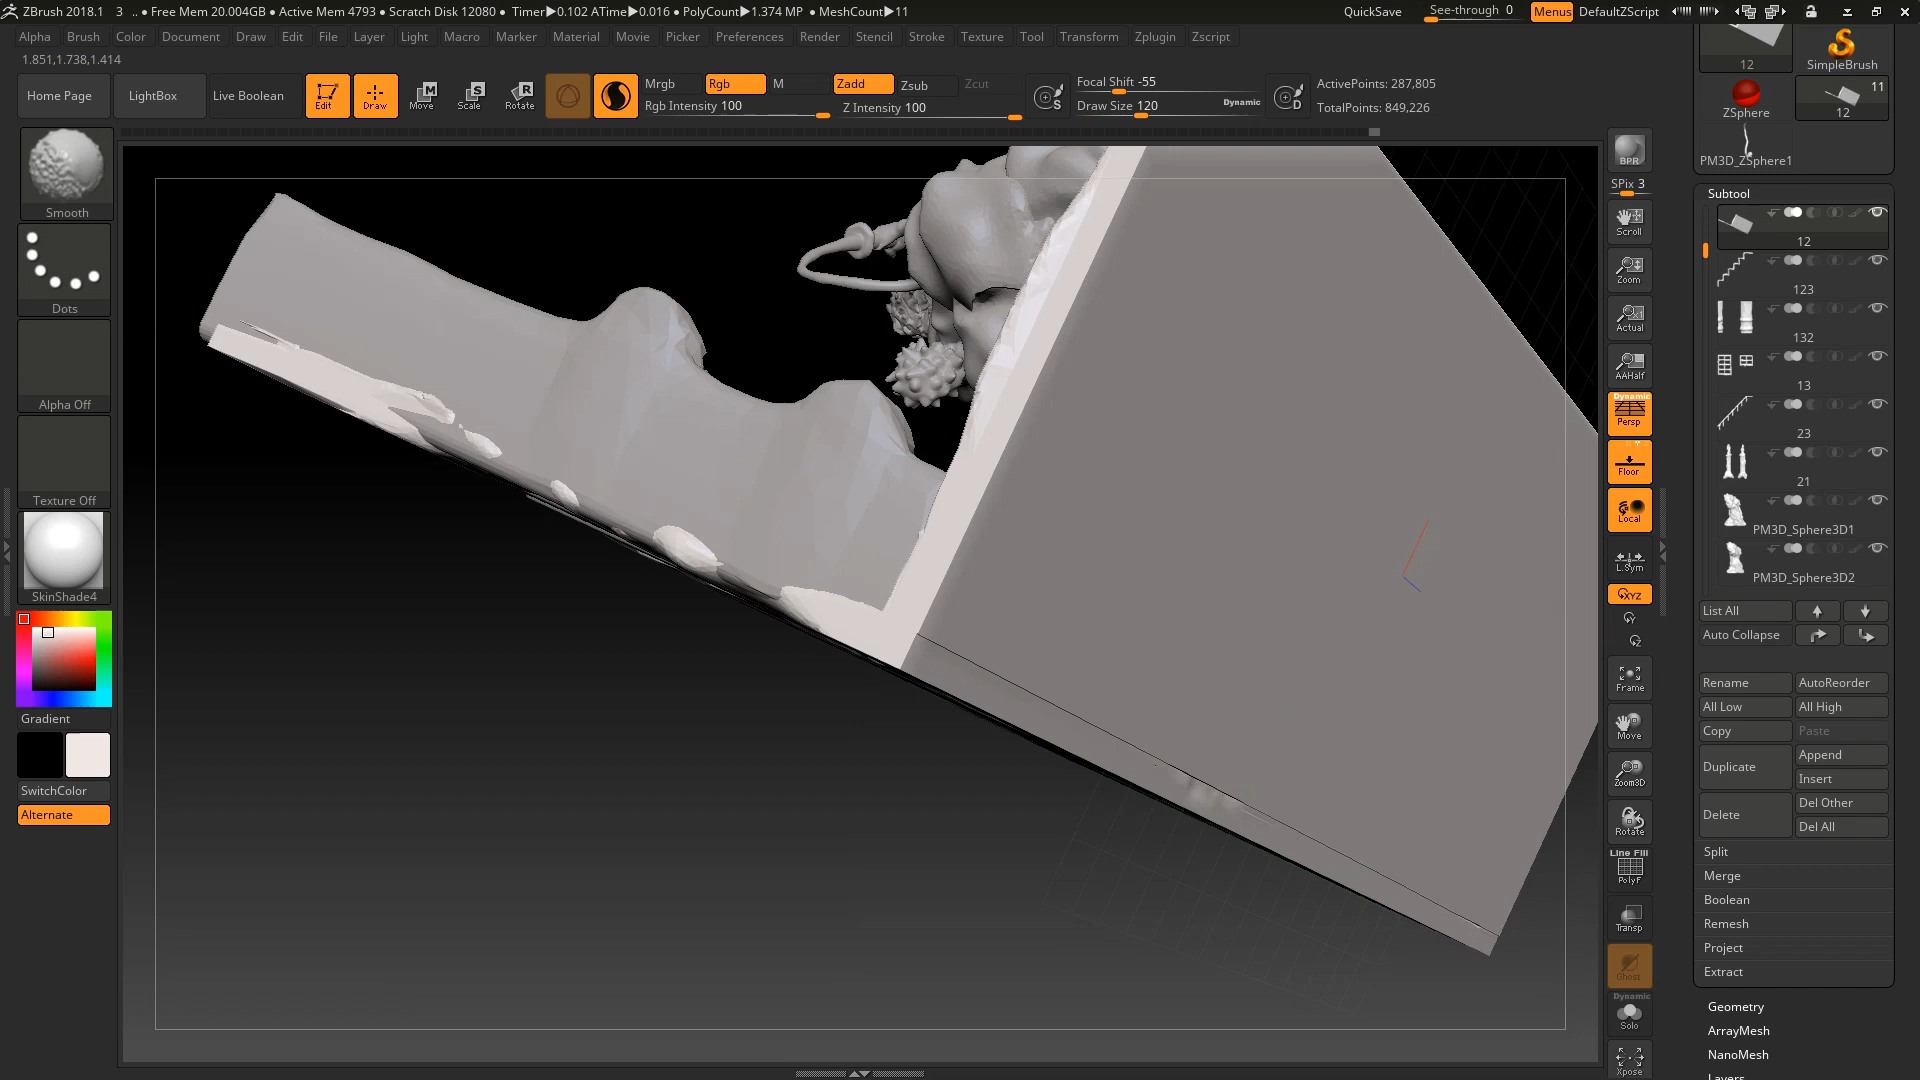 ZBrush 2018.1 3 .. ● Free Mem 20.004GB ● Active Mem 4793 ● Scratch Disk 12080 ● Timer▶0.102 ATime▶0.016 ● PolyCount▶1.374 MP ● MeshCount▶11
QuickSave See-through 0 Menus DefaultZScript
Alpha Brush Color Document Draw Edit File Layer Light Macro Marker Material Movie Picker Preferences Render Stencil Stroke Texture Tool Transform Zplugin Zscript
1.851,1.738,1.414
Home Page LightBox Live Boolean Edit Draw Move Scale Rotate
M S R
Mrgb Rgb M Zadd Zsub Zcut
Rgb Intensity 100 Z Intensity 100
S Focal Shift -55
Draw Size 120 Dynamic D
ActivePoints: 287,805
TotalPoints: 849,226
Smooth
Dots
Alpha Off
Texture Off
SkinShade4
Gradient
SwitchColor
Alternate
BPR
SPix 3
Scroll
Zoom
Actual
AAHalf
Dynamic
Persp
Floor
Local
L.Sym
XYZ
Y
Z
Frame
Move
Zoom3D
Rotate
Line Fill
PolyF
Transp
Ghost
Dynamic
Solo
Xpose
12 SimpleBrush
11
ZSphere 12
PM3D_ZSphere1
Subtool
12
123
132
13
23
21
PM3D_Sphere3D1
PM3D_Sphere3D2
List All
Auto Collapse
Rename AutoReorder
All Low All High
Copy Paste
Duplicate Append
Insert
Delete Del Other
Del All
Split
Merge
Boolean
Remesh
Project
Extract
Geometry
ArrayMesh
NanoMesh
Layers